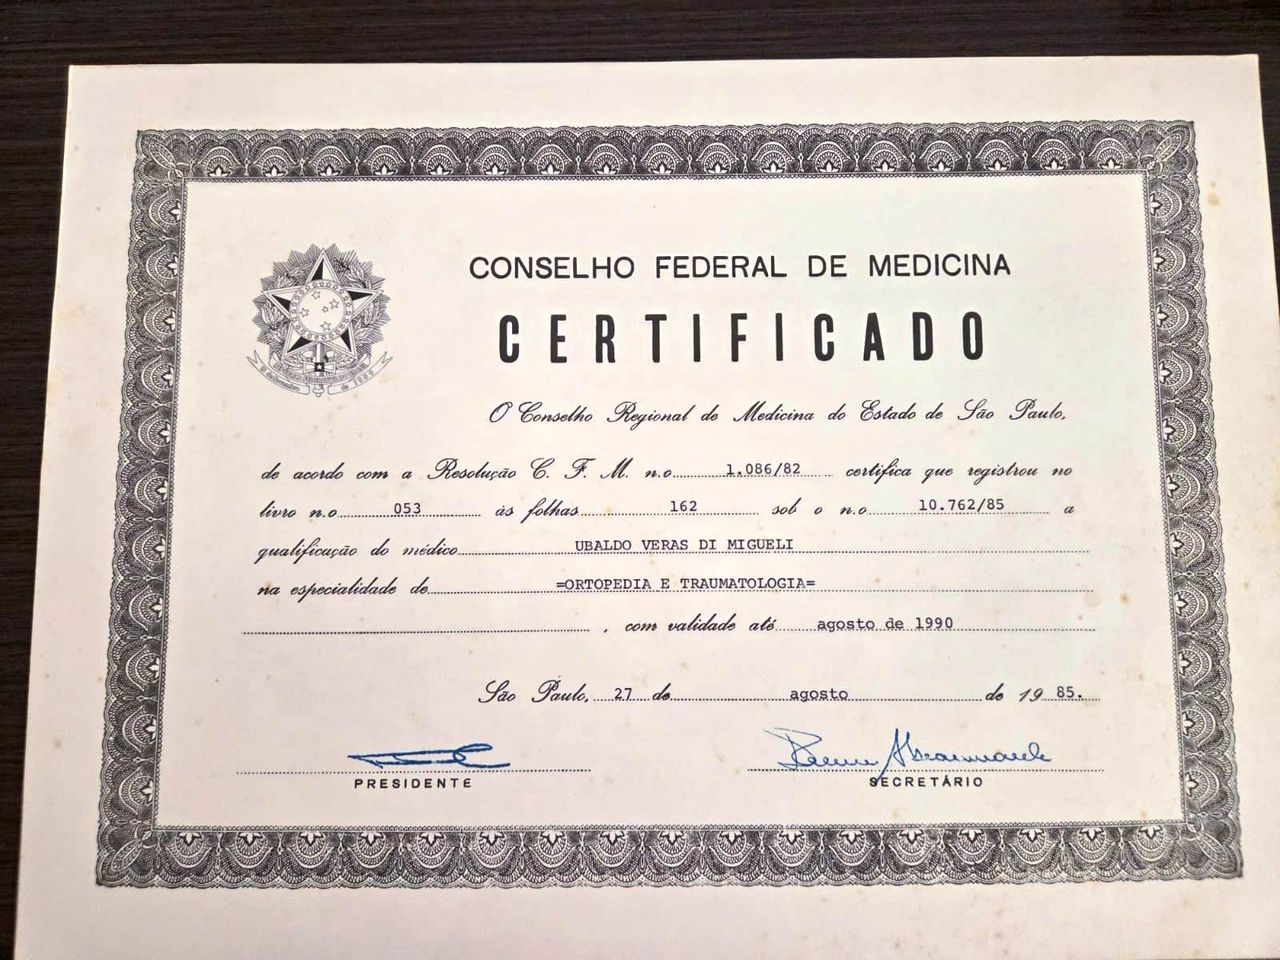 CONSELHO FEDERAL DE MEDICINA
CERTIFICADO
O Conselho Regional de Medicina do Estado de São Paulo,
de acordo com a Resolução C. F. M. n.o 1.086/82 certifica que registrou no
livro n.o 053 às folhas 162 sob o n.o 10.762/85 a
qualificação do médico UBALDO VERAS DI MIGUELI
na especialidade de =ORTOPEDIA E TRAUMATOLOGIA=
, com validade até agosto de 1990
São Paulo, 27 de agosto de 1985.
PRESIDENTE SECRETÁRIO